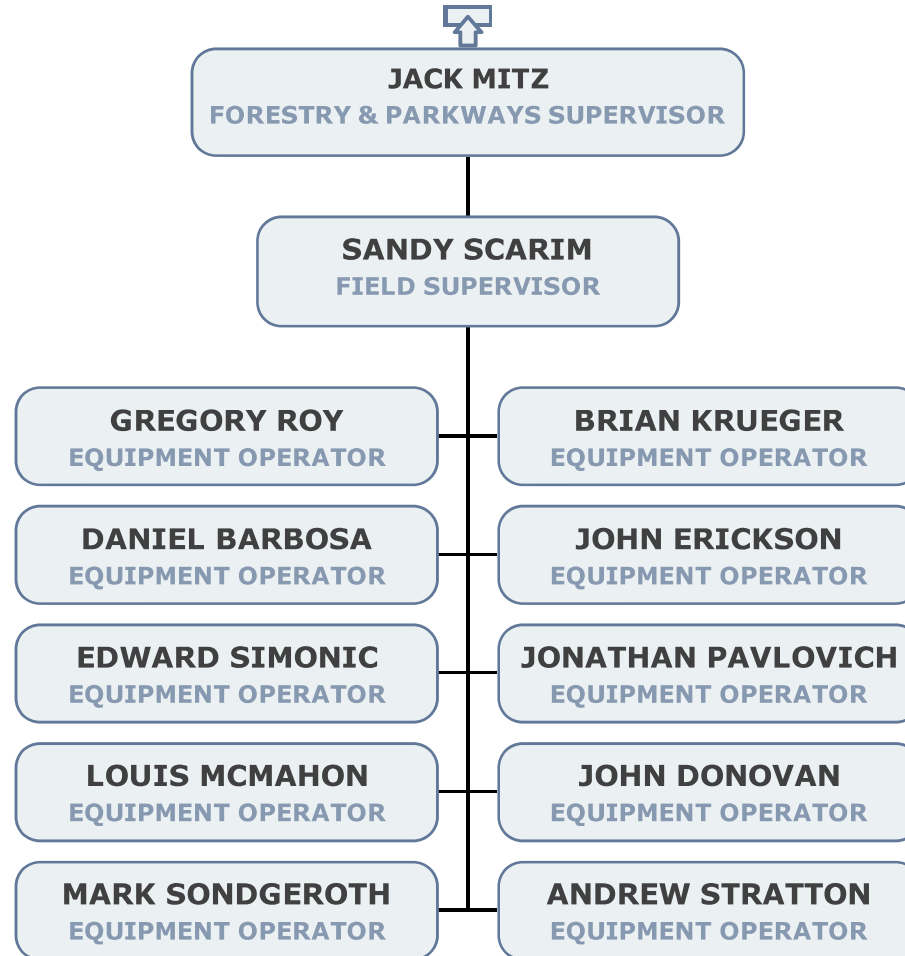 JACK MITZ
FORESTRY & PARKWAYS SUPERVISOR
SANDY SCARIM
FIELD SUPERVISOR
GREGORY ROY
EQUIPMENT OPERATOR
BRIAN KRUEGER
EQUIPMENT OPERATOR
DANIEL BARBOSA
EQUIPMENT OPERATOR
JOHN ERICKSON
EQUIPMENT OPERATOR
EDWARD SIMONIC
EQUIPMENT OPERATOR
JONATHAN PAVLOVICH
EQUIPMENT OPERATOR
LOUIS MCMAHON
EQUIPMENT OPERATOR
JOHN DONOVAN
EQUIPMENT OPERATOR
MARK SONDGEROTH
EQUIPMENT OPERATOR
ANDREW STRATTON
EQUIPMENT OPERATOR